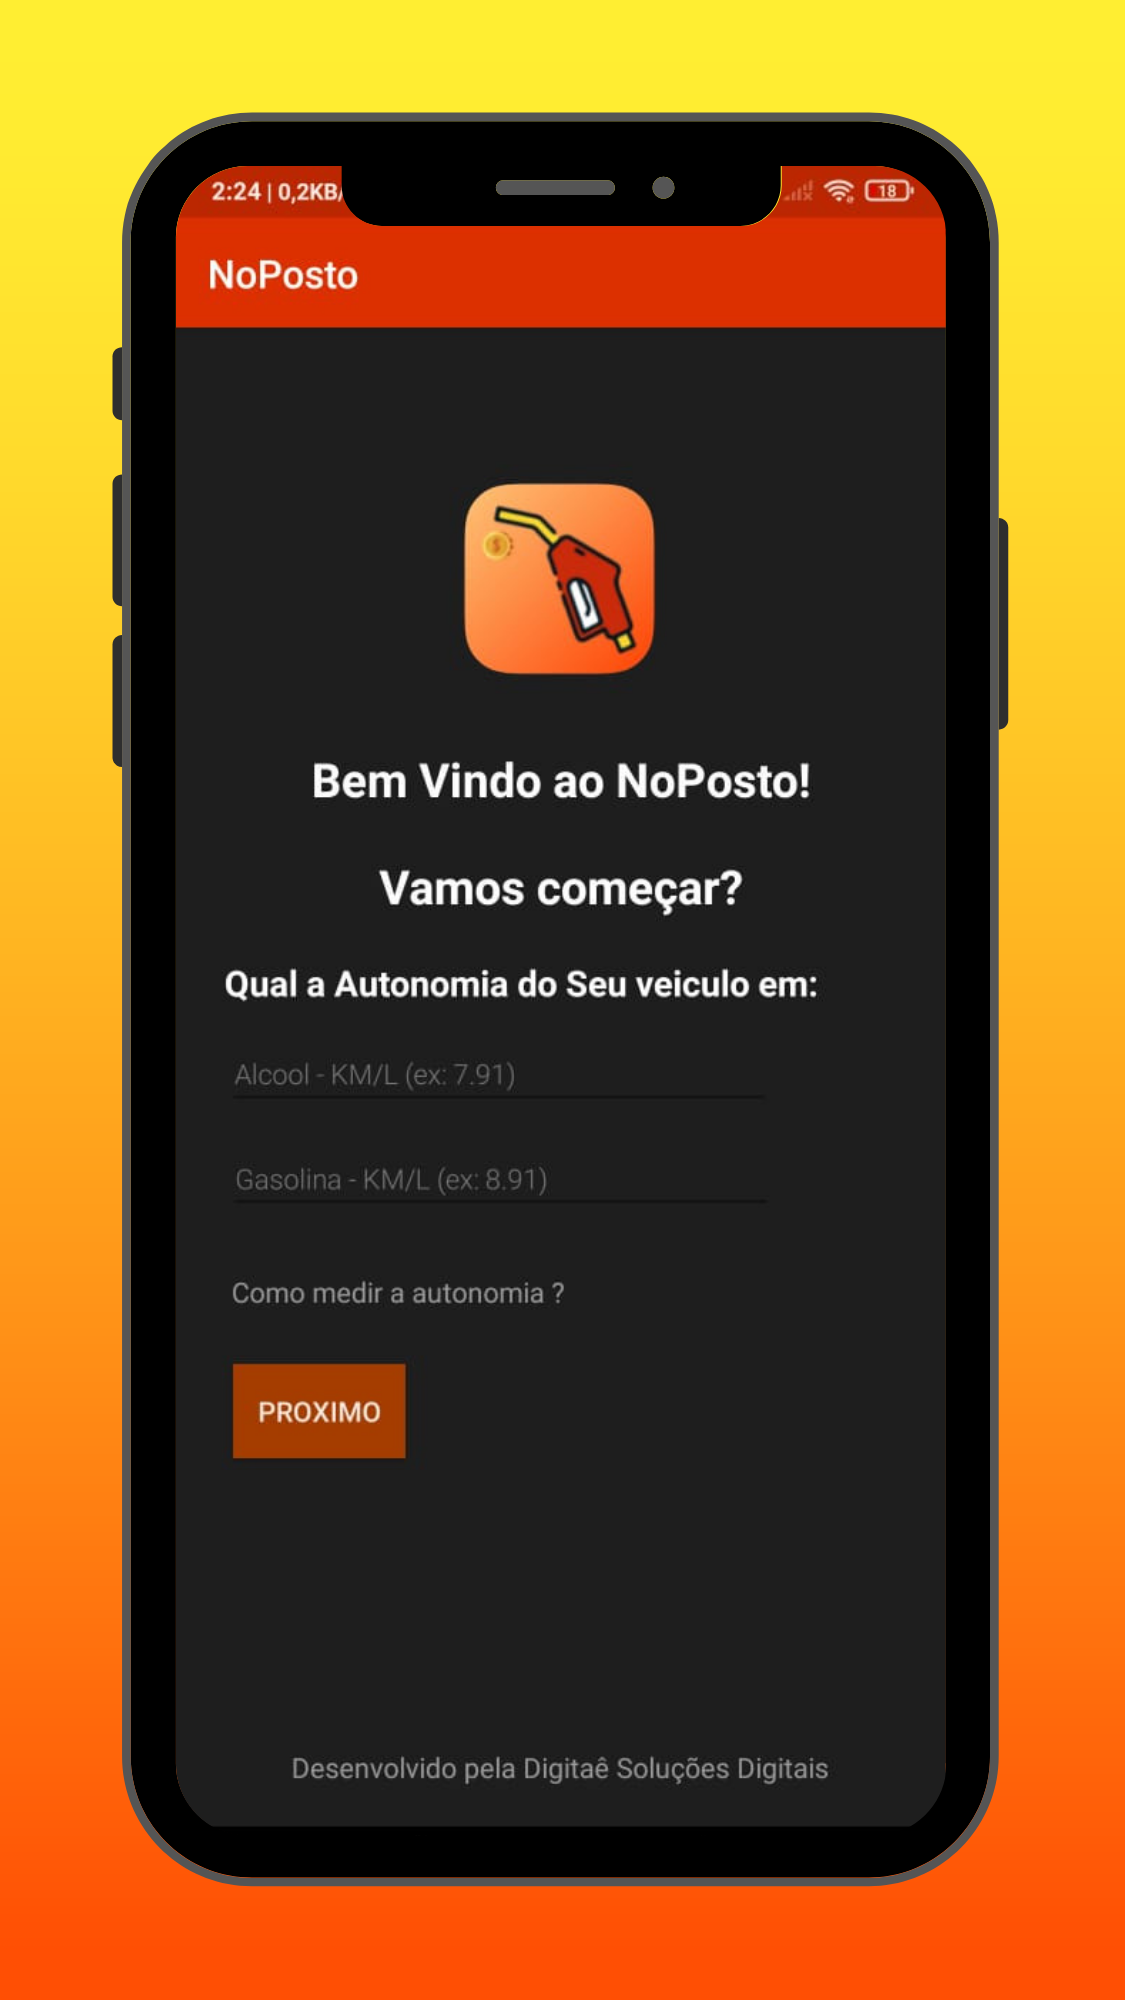 2:24 | 0,2KB/
18
NoPosto
Bem Vindo ao NoPosto!
Vamos começar?
Qual a Autonomia do Seu veiculo em:
Alcool - KM/L (ex: 7.91)
Gasolina - KM/L (ex: 8.91)
Como medir a autonomia ?
PROXIMO
Desenvolvido pela Digitaê Soluções Digitais